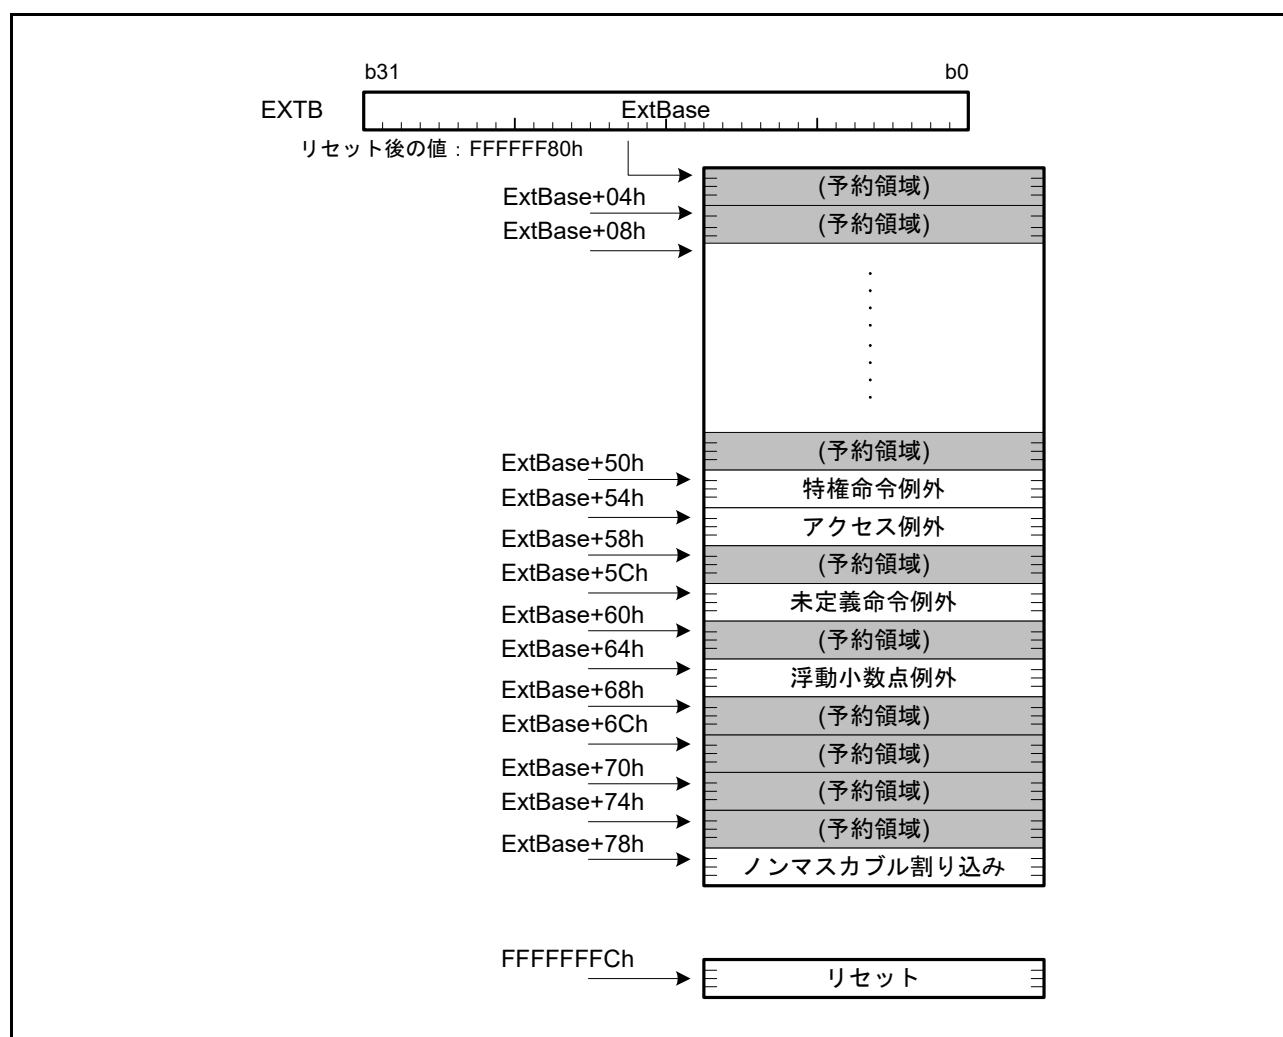 b31 b0
EXTB ExtBase
リセット後の値：FFFFFF80h
(予約領域)
ExtBase+04h
(予約領域)
ExtBase+08h
(予約領域)
ExtBase+50h
特権命令例外
ExtBase+54h
アクセス例外
ExtBase+58h
(予約領域)
ExtBase+5Ch
未定義命令例外
ExtBase+60h
(予約領域)
ExtBase+64h
浮動小数点例外
ExtBase+68h
(予約領域)
ExtBase+6Ch
(予約領域)
ExtBase+70h
(予約領域)
ExtBase+74h
(予約領域)
ExtBase+78h
ノンマスカブル割り込み
FFFFFFFCh
リセット